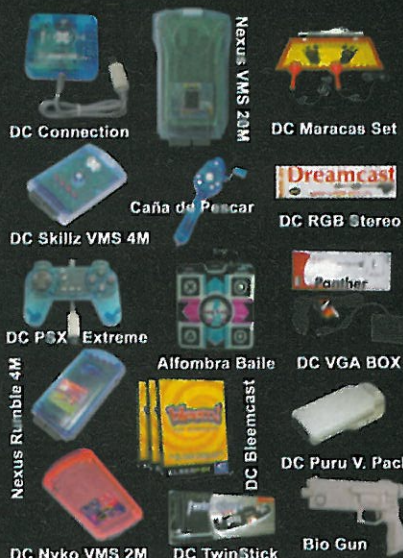 DC Connection
Nexus VMS 20M
DC Maracas Set
DC Skillz VMS 4M
Caña de Pescar
Dreamcast
DC RGB Stereo
DC PSX Extreme
Alfombra Baile
Panther
DC VGA BOX
Nexus Rumble 4M
DC Bleemcast
DC Puru V. Pack
DC Nyko VMS 2M
DC TwinStick
Bio Gun